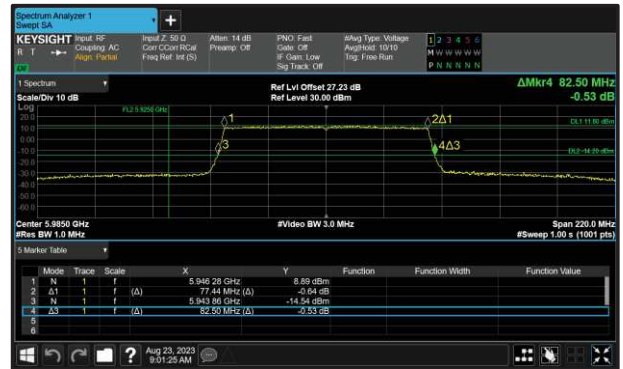 Spectrum Analyzer 1
Swept SA
+
KEYSIGHT Input: RF Input Z: 50 Ω Atten: 14 dB PNO: Fast #Avg Type: Voltage 1 2 3 4 5 6
R T Coupling: AC Corr CCorr RCal Preamp: Off Gate: Off Avg|Hold: 10/10 M W W W W W
Align: Partial Freq Ref: Int (S) IF Gain: Low Trig: Free Run
Sig Track: Off P N N N N N
1 Spectrum
Ref Lvl Offset 27.23 dB ΔMkr4 82.50 MHz
Scale/Div 10 dB Ref Level 30.00 dBm -0.53 dB
Log
20.0 FL2 5.9250 GHz 1 2Δ1 DL1 11.80 dBm
10.0
0.00
-10.0 3 4Δ3 DL2 -14.20 dBm
-20.0
-30.0
-40.0
-50.0
-60.0
Center 5.9850 GHz #Video BW 3.0 MHz Span 220.0 MHz
#Res BW 1.0 MHz #Sweep 1.00 s (1001 pts)
5 Marker Table
Mode Trace Scale X Y Function Function Width Function Value
1 N 1 f 5.946 28 GHz 8.89 dBm
2 Δ1 1 f (Δ) 77.44 MHz (Δ) -0.64 dB
3 N 1 f 5.943 86 GHz -14.54 dBm
4 Δ3 1 f (Δ) 82.50 MHz (Δ) -0.53 dB
5
6
? Aug 23, 2023
9:01:25 AM